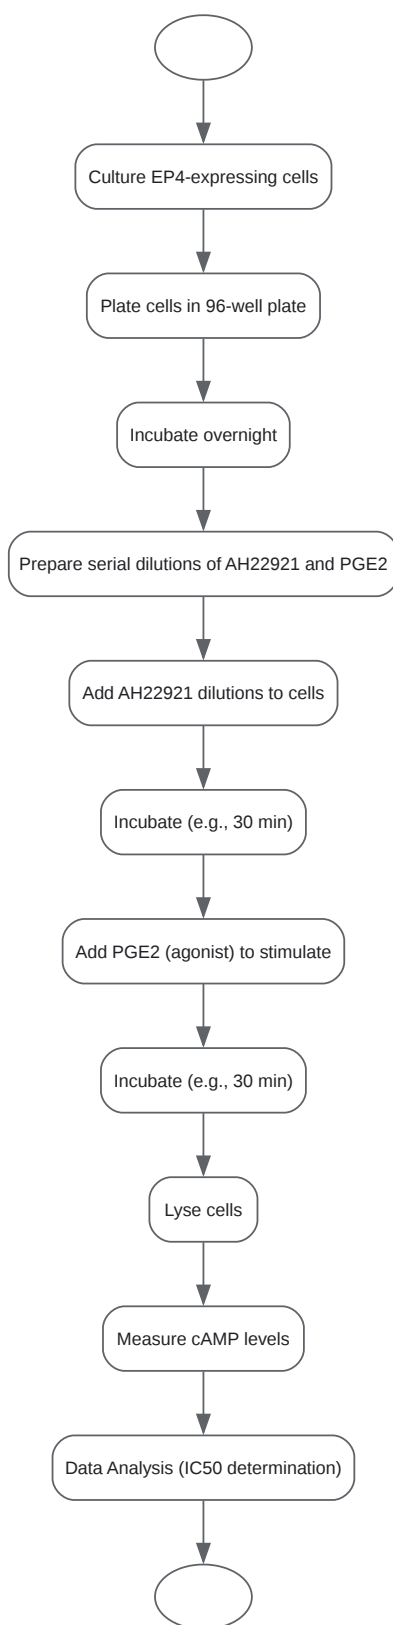 Culture EP4-expressing cells
Plate cells in 96-well plate
Incubate overnight
Prepare serial dilutions of AH22921 and PGE2
Add AH22921 dilutions to cells
Incubate (e.g., 30 min)
Add PGE2 (agonist) to stimulate
Incubate (e.g., 30 min)
Lyse cells
Measure cAMP levels
Data Analysis (IC50 determination)